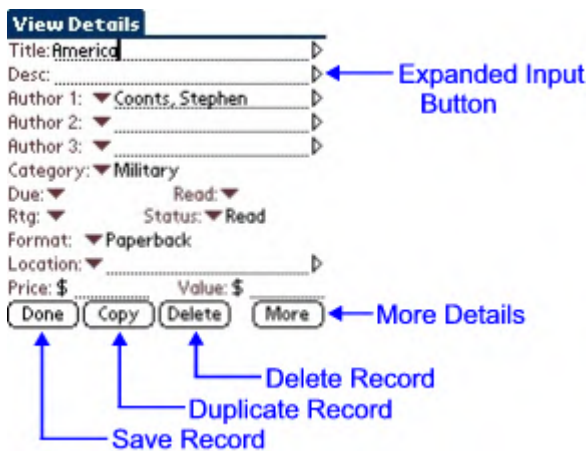 View Details
Title: America
Desc:
Expanded Input
Button
Author 1: Coonts, Stephen
Author 2:
Author 3:
Category: Military
Due: Read:
Rtg: Status: Read
Format: Paperback
Location:
Price: $ Value: $
Done Copy Delete More
More Details
Delete Record
Duplicate Record
Save Record